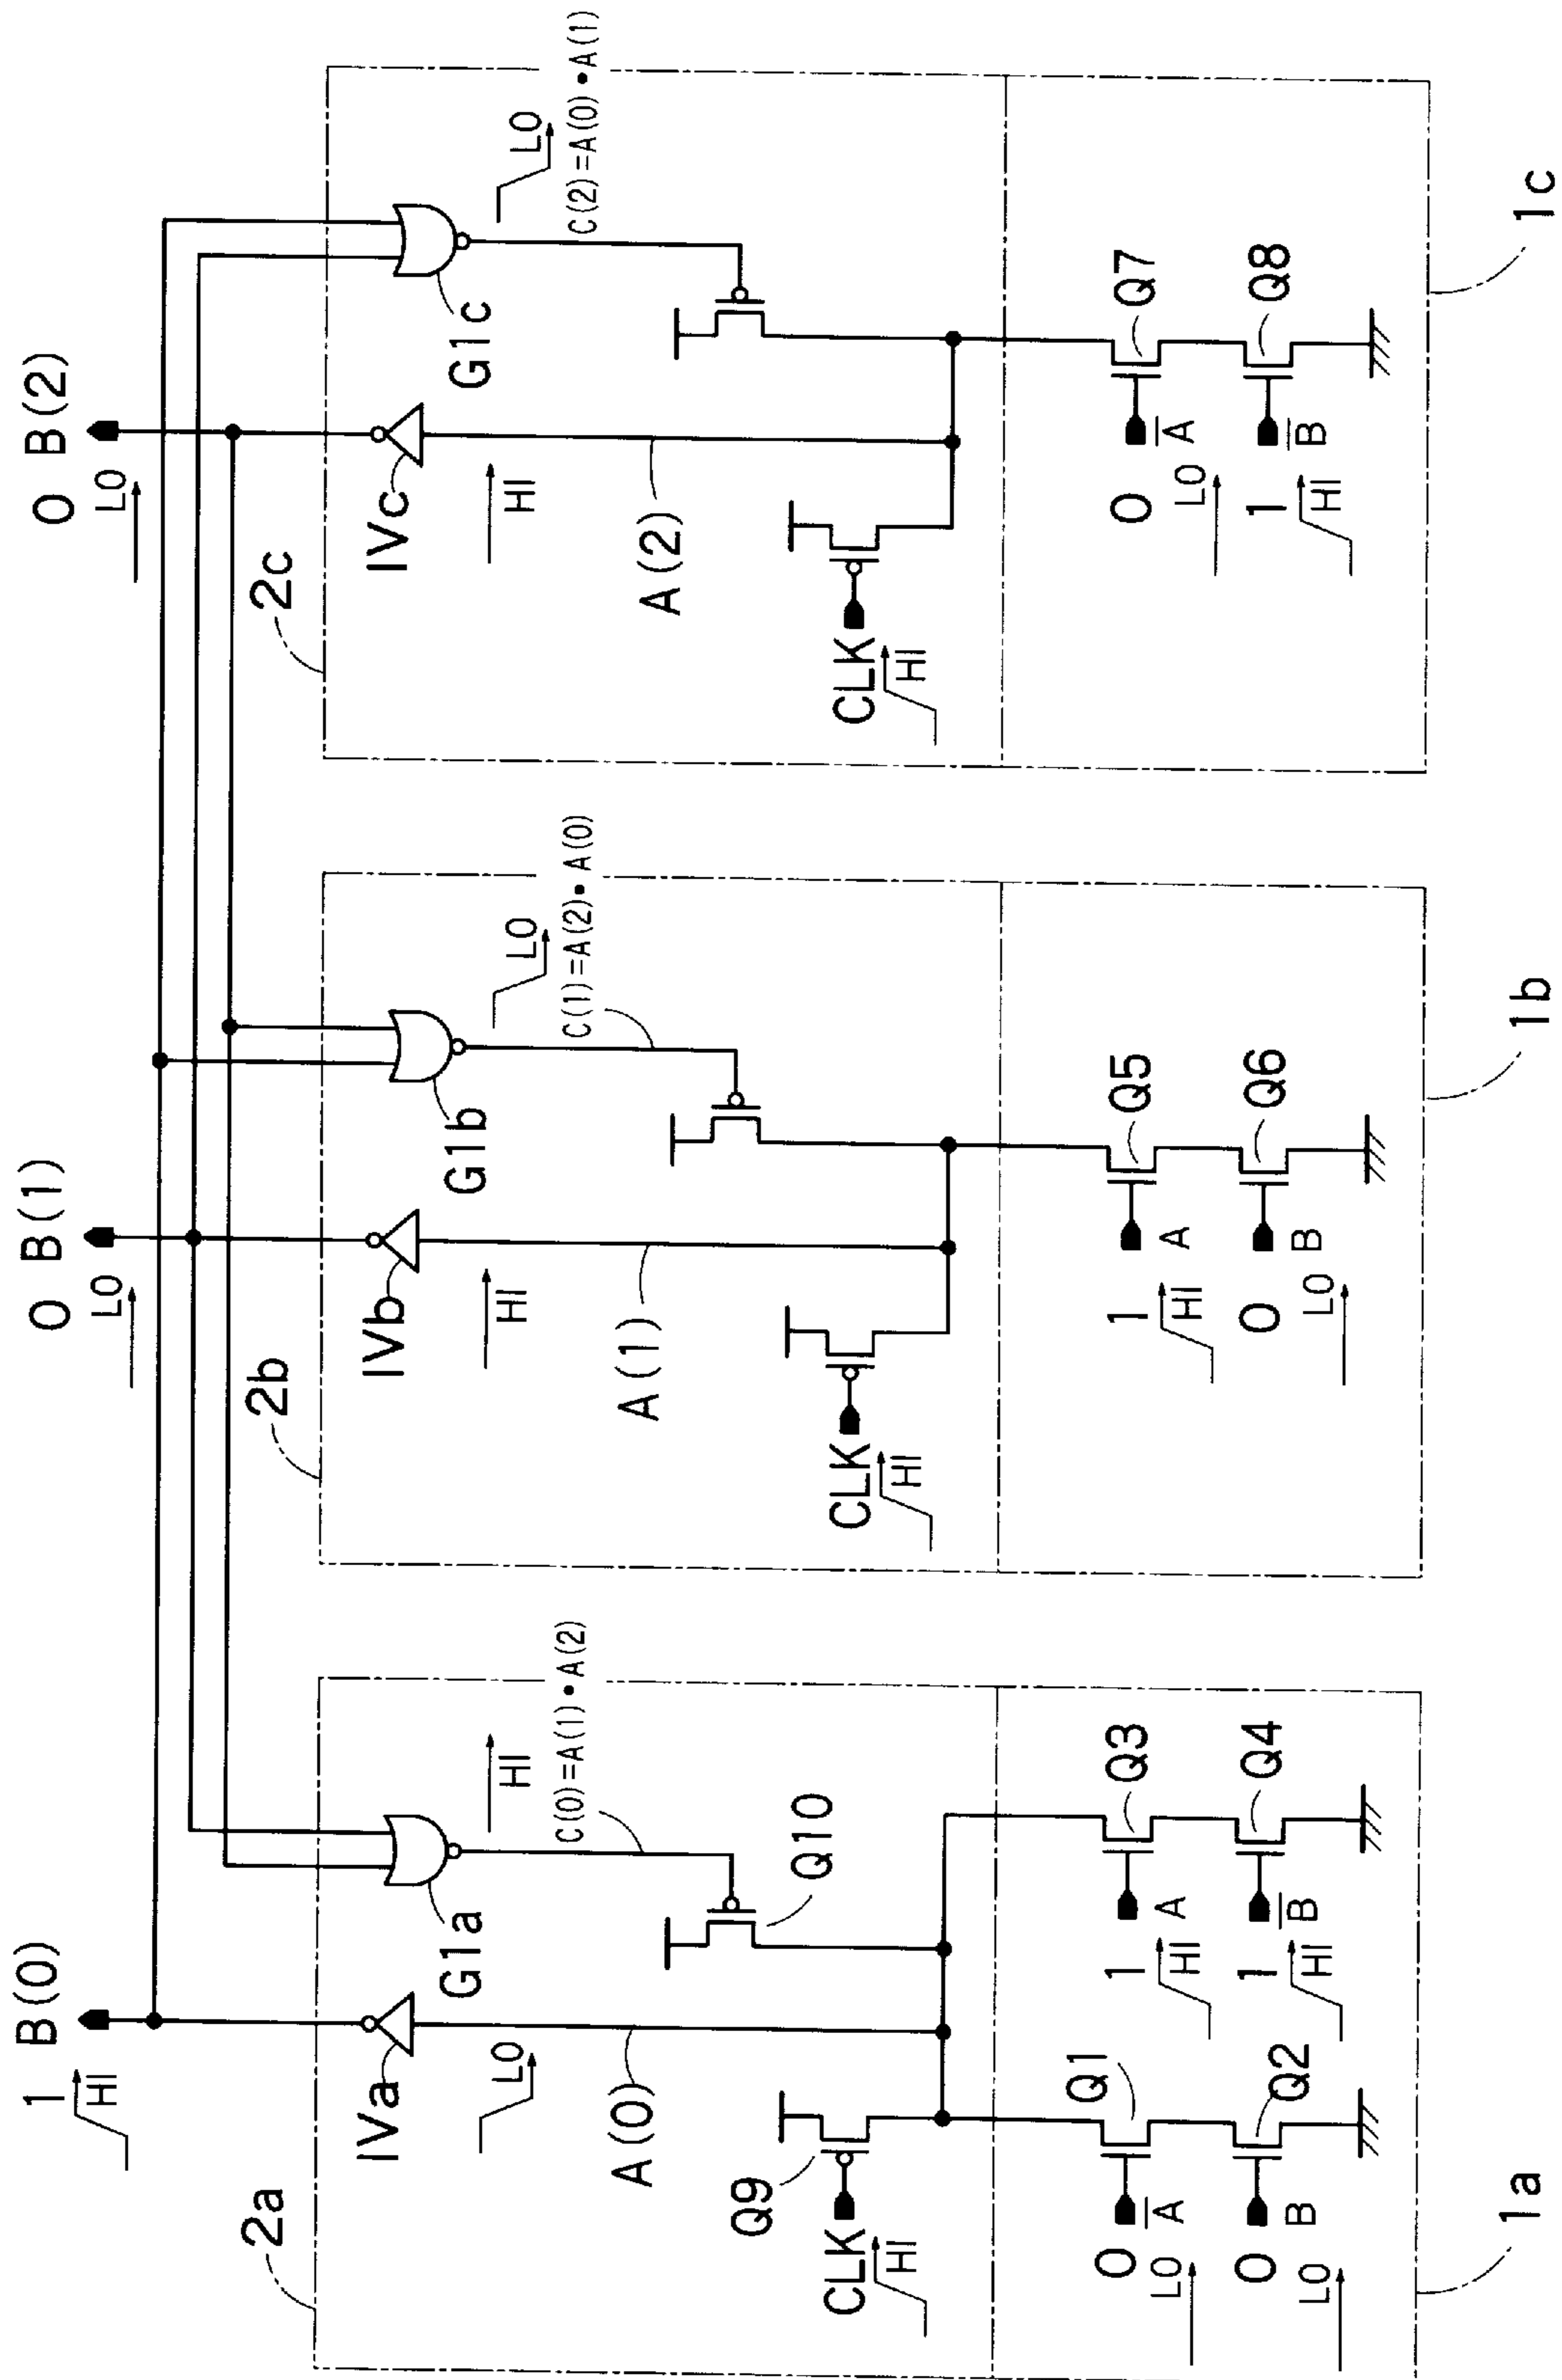 1 B(0)
HI
0 B(1)
LO
0 B(2)
LO
2a
IVa
G1a
LO
HI
C(0)=A(1)•A(2)
A(0)
Q9
Q10
CLK
HI
Q1
Q3
0
A
LO
1
A
HI
Q2
Q4
0
B
LO
1
B
HI
1a
2b
IVb
G1b
HI
LO
C(1)=A(2)•A(0)
A(1)
CLK
HI
Q5
1
A
HI
Q6
0
B
LO
1b
2c
IVc
G1c
HI
LO
C(2)=A(0)•A(1)
A(2)
CLK
HI
Q7
0
A
LO
Q8
1
B
HI
1c